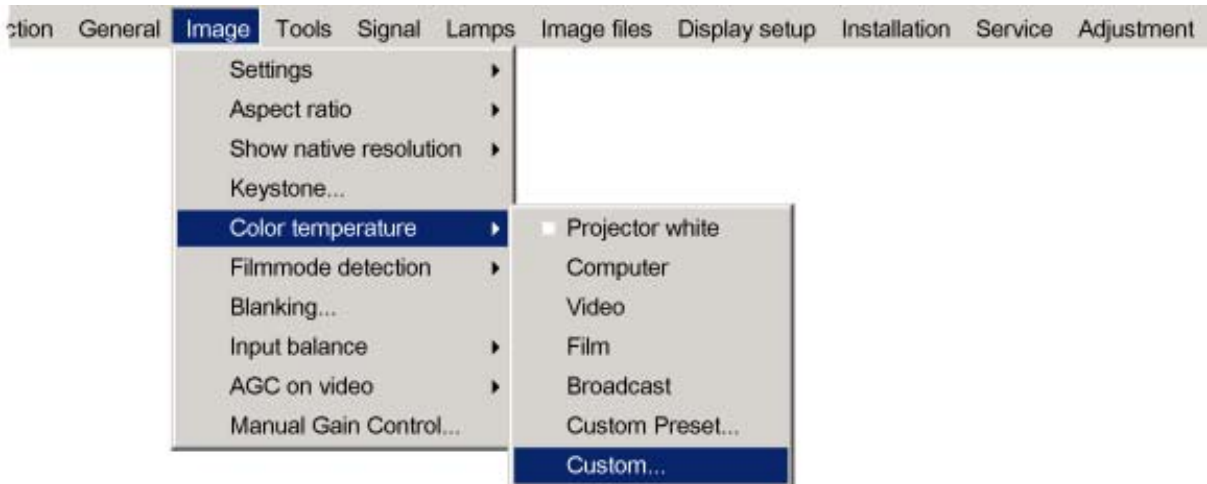 ction General Image Tools Signal Lamps Image files Display setup Installation Service Adjustment
Settings
Aspect ratio
Show native resolution
Keystone...
Color temperature
Projector white
Filmmode detection
Computer
Blanking...
Video
Input balance
Film
AGC on video
Broadcast
Manual Gain Control...
Custom Preset...
Custom...